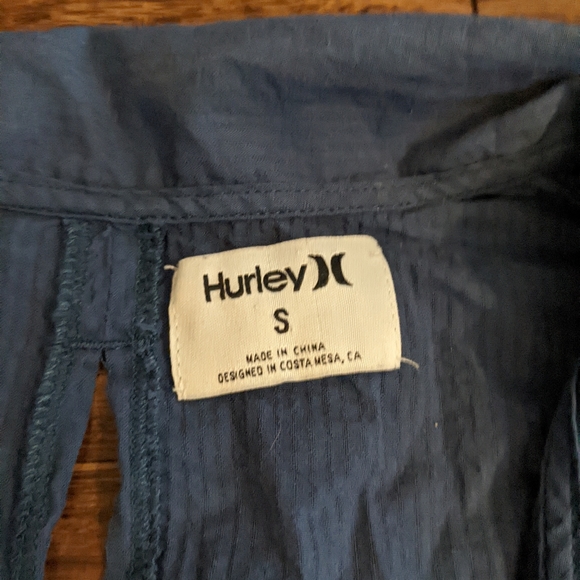 Hurley
S
MADE IN CHINA
DESIGNED IN COSTA MESA, CA